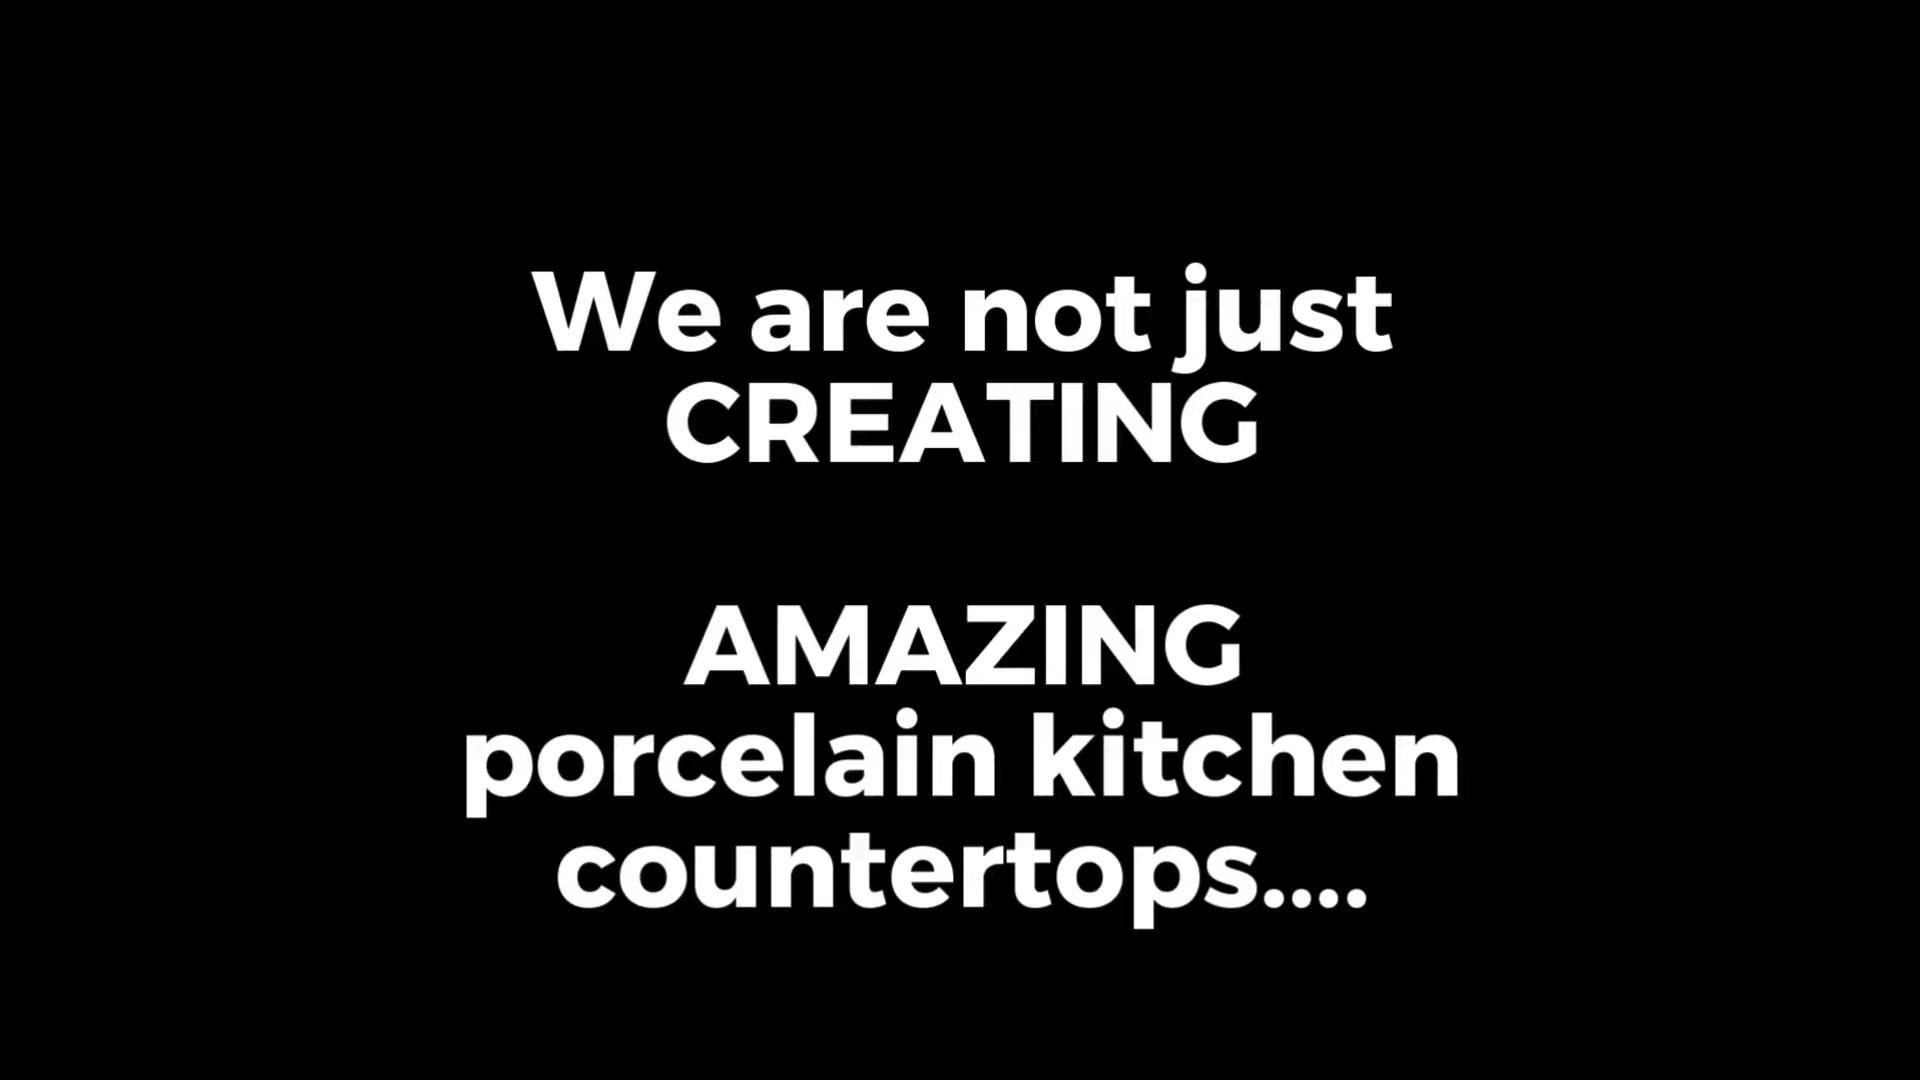 We are not just
CREATING
AMAZING
porcelain kitchen
countertops....